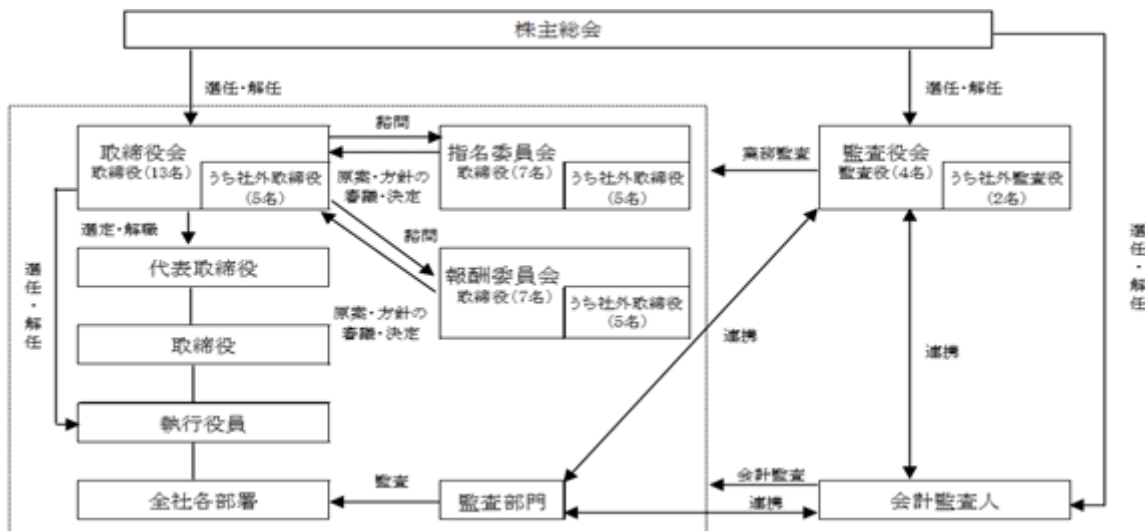 株主総会
選任・解任
選任・解任
取締役会
取締役(13名)
うち社外取締役
(5名)
諮問
原案・方針の
審議・決定
指名委員会
取締役(7名)
うち社外取締役
(5名)
業務監査
監査役会
監査役(4名)
うち社外監査役
(2名)
選定・解職
諮問
代表取締役
報酬委員会
取締役(7名)
うち社外取締役
(5名)
原案・方針の
審議・決定
選任・解任
選任・解任
取締役
連携
連携
執行役員
全社各部署
監査
監査部門
会計監査
連携
会計監査人